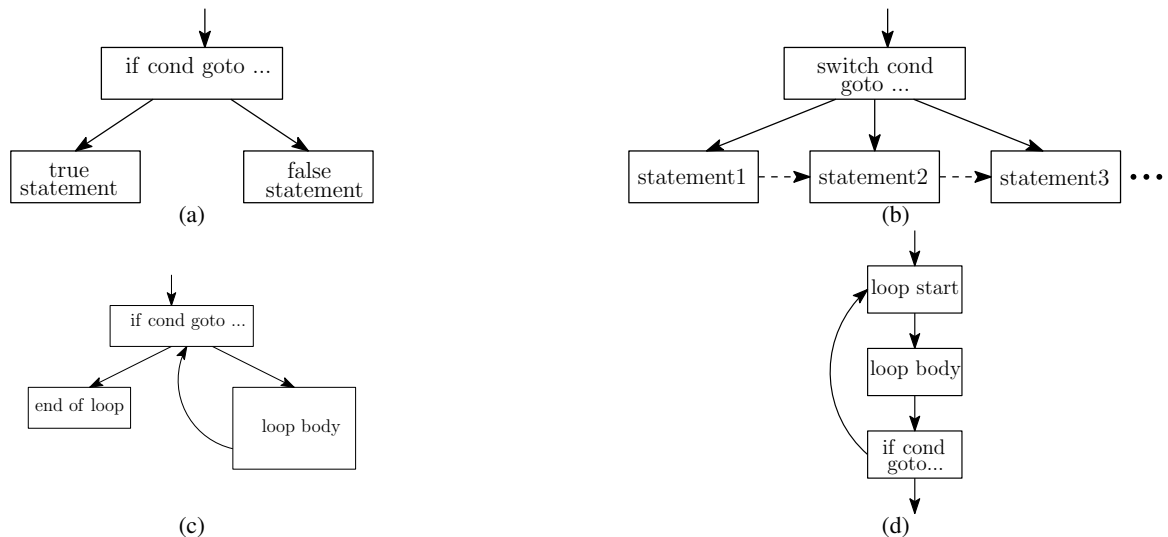 if cond goto ...
true
statement
false
statement
(a)
switch cond
goto ...
statement1
statement2
statement3
(b)
if cond goto ...
end of loop
loop body
(c)
loop start
loop body
if cond
goto...
(d)